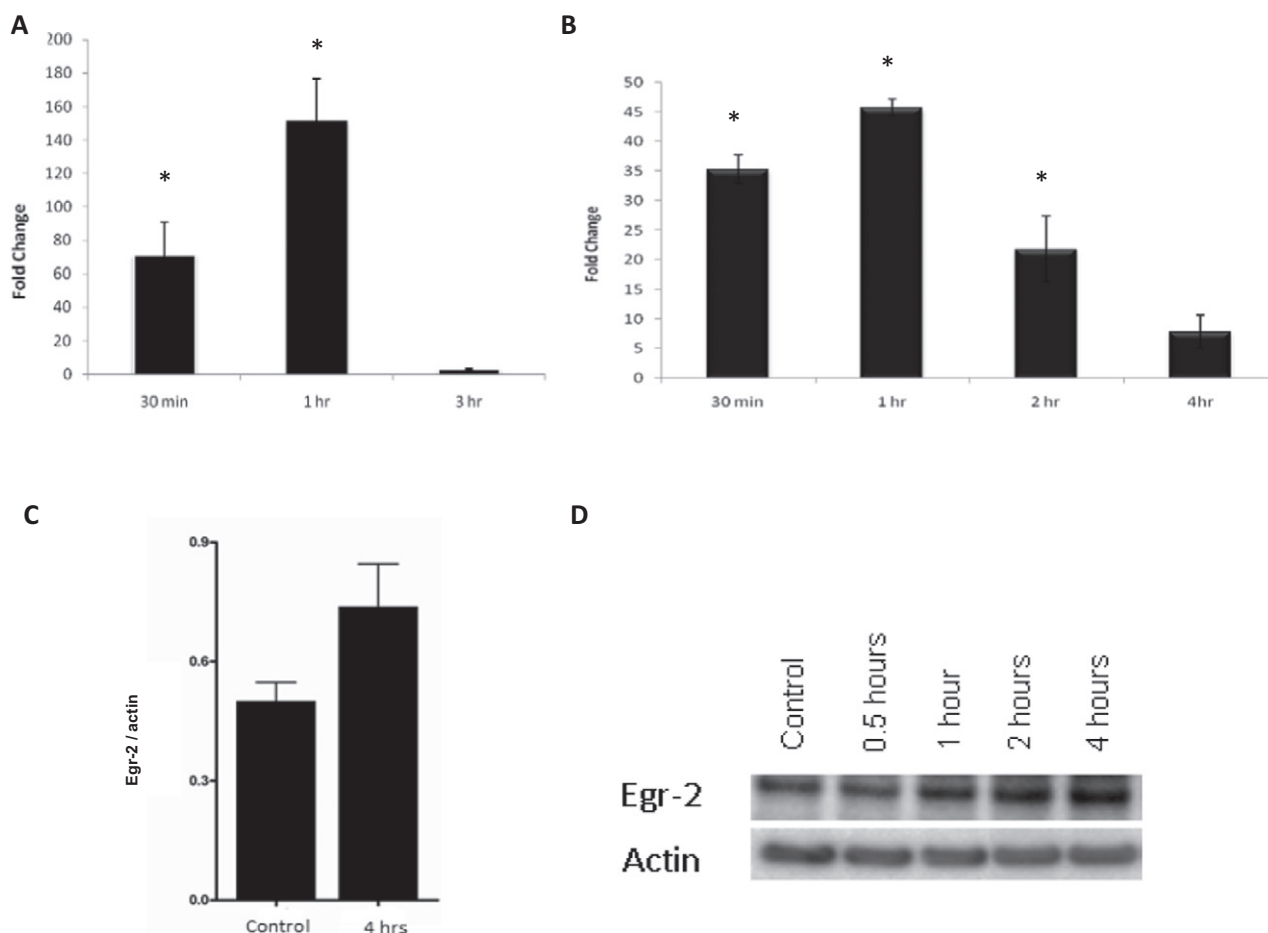 A
200
180
160
140
120
100
80
60
40
20
0
Fold Change
*
*
30 min
1 hr
3 hr
B
50
45
40
35
30
25
20
15
10
5
0
Fold Change
*
*
*
30 min
1 hr
2 hr
4hr
C
0.9
0.6
0.3
0.0
Egr-2 / actin
Control
4 hrs
D
Control
0.5 hours
1 hour
2 hours
4 hours
Egr-2
Actin